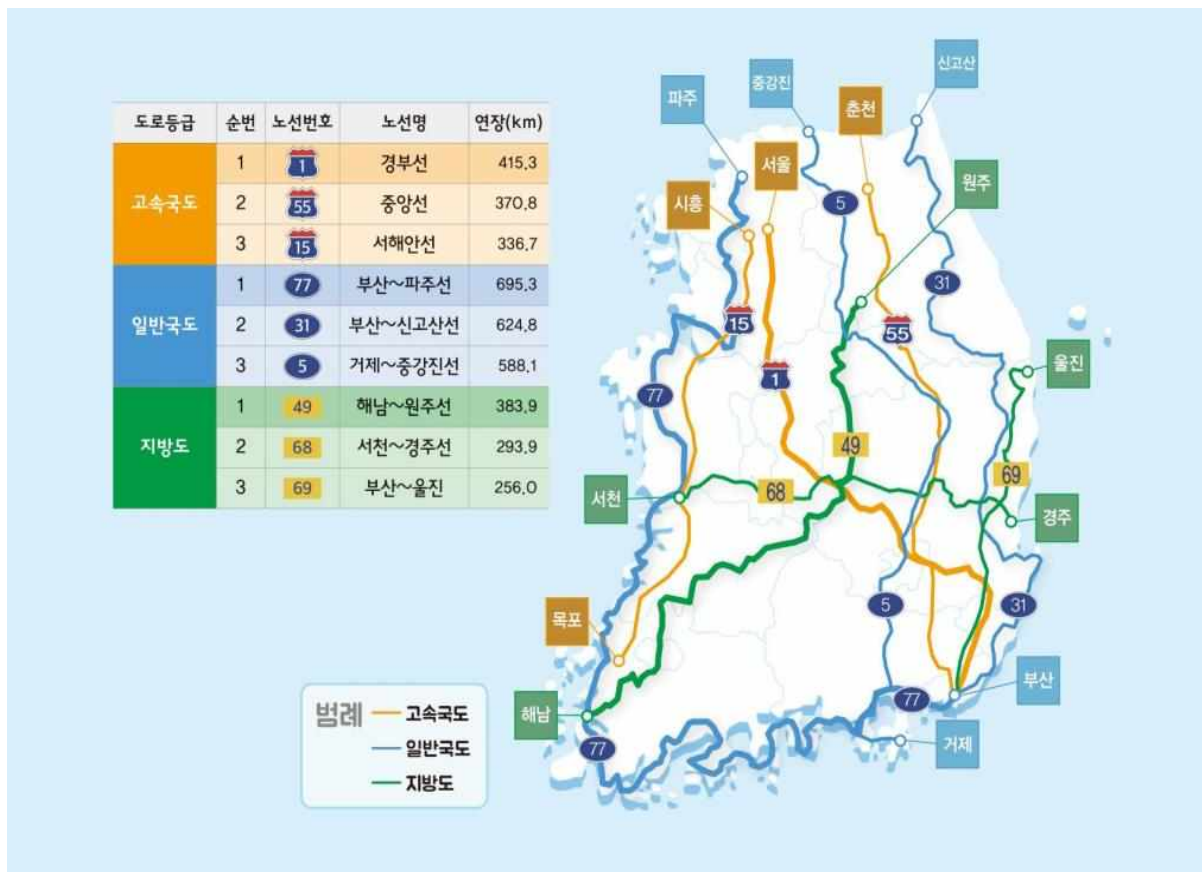 도로등급 순번 노선번호 노선명 연장(km)
고속국도
1 1 경부선 415.3
2 55 중앙선 370.8
3 15 서해안선 336.7
일반국도
1 77 부산~파주선 695.3
2 31 부산~신고산선 624.8
3 5 거제~중강진선 588.1
지방도
1 49 해남~원주선 383.9
2 68 서천~경주선 293.9
3 69 부산~울진 256.0
신고산
중강진
파주
춘천
서울
원주
시흥
5
31
15
55
울진
1
77
49
69
68
서천
경주
5
31
목포
부산
77
해남
거제
77
범례
고속국도
일반국도
지방도